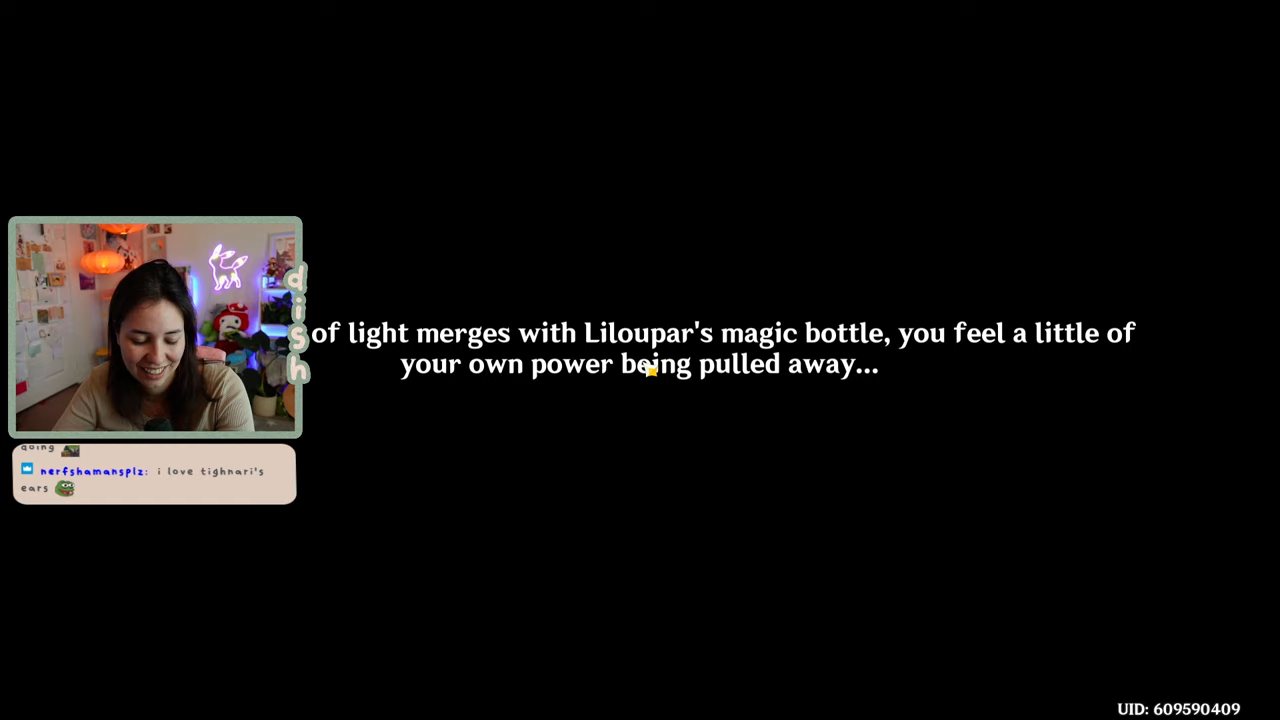 of light merges with Liloupar's magic bottle, you feel a little of
your own power being pulled away...
dish
going
nerfshamansplz: i love tighnari's
ears
UID: 609590409